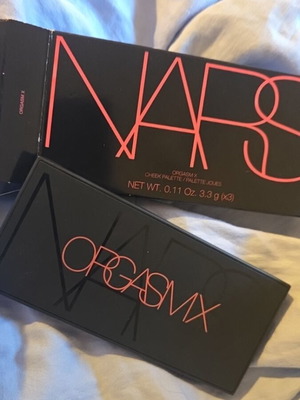 ORGASM X
NARS
ORGASM X
CHEEK PALETTE / PALETTE JOUES
NET WT. 0.11 Oz. 3.3 g (x3)
NARS
ORGASM X